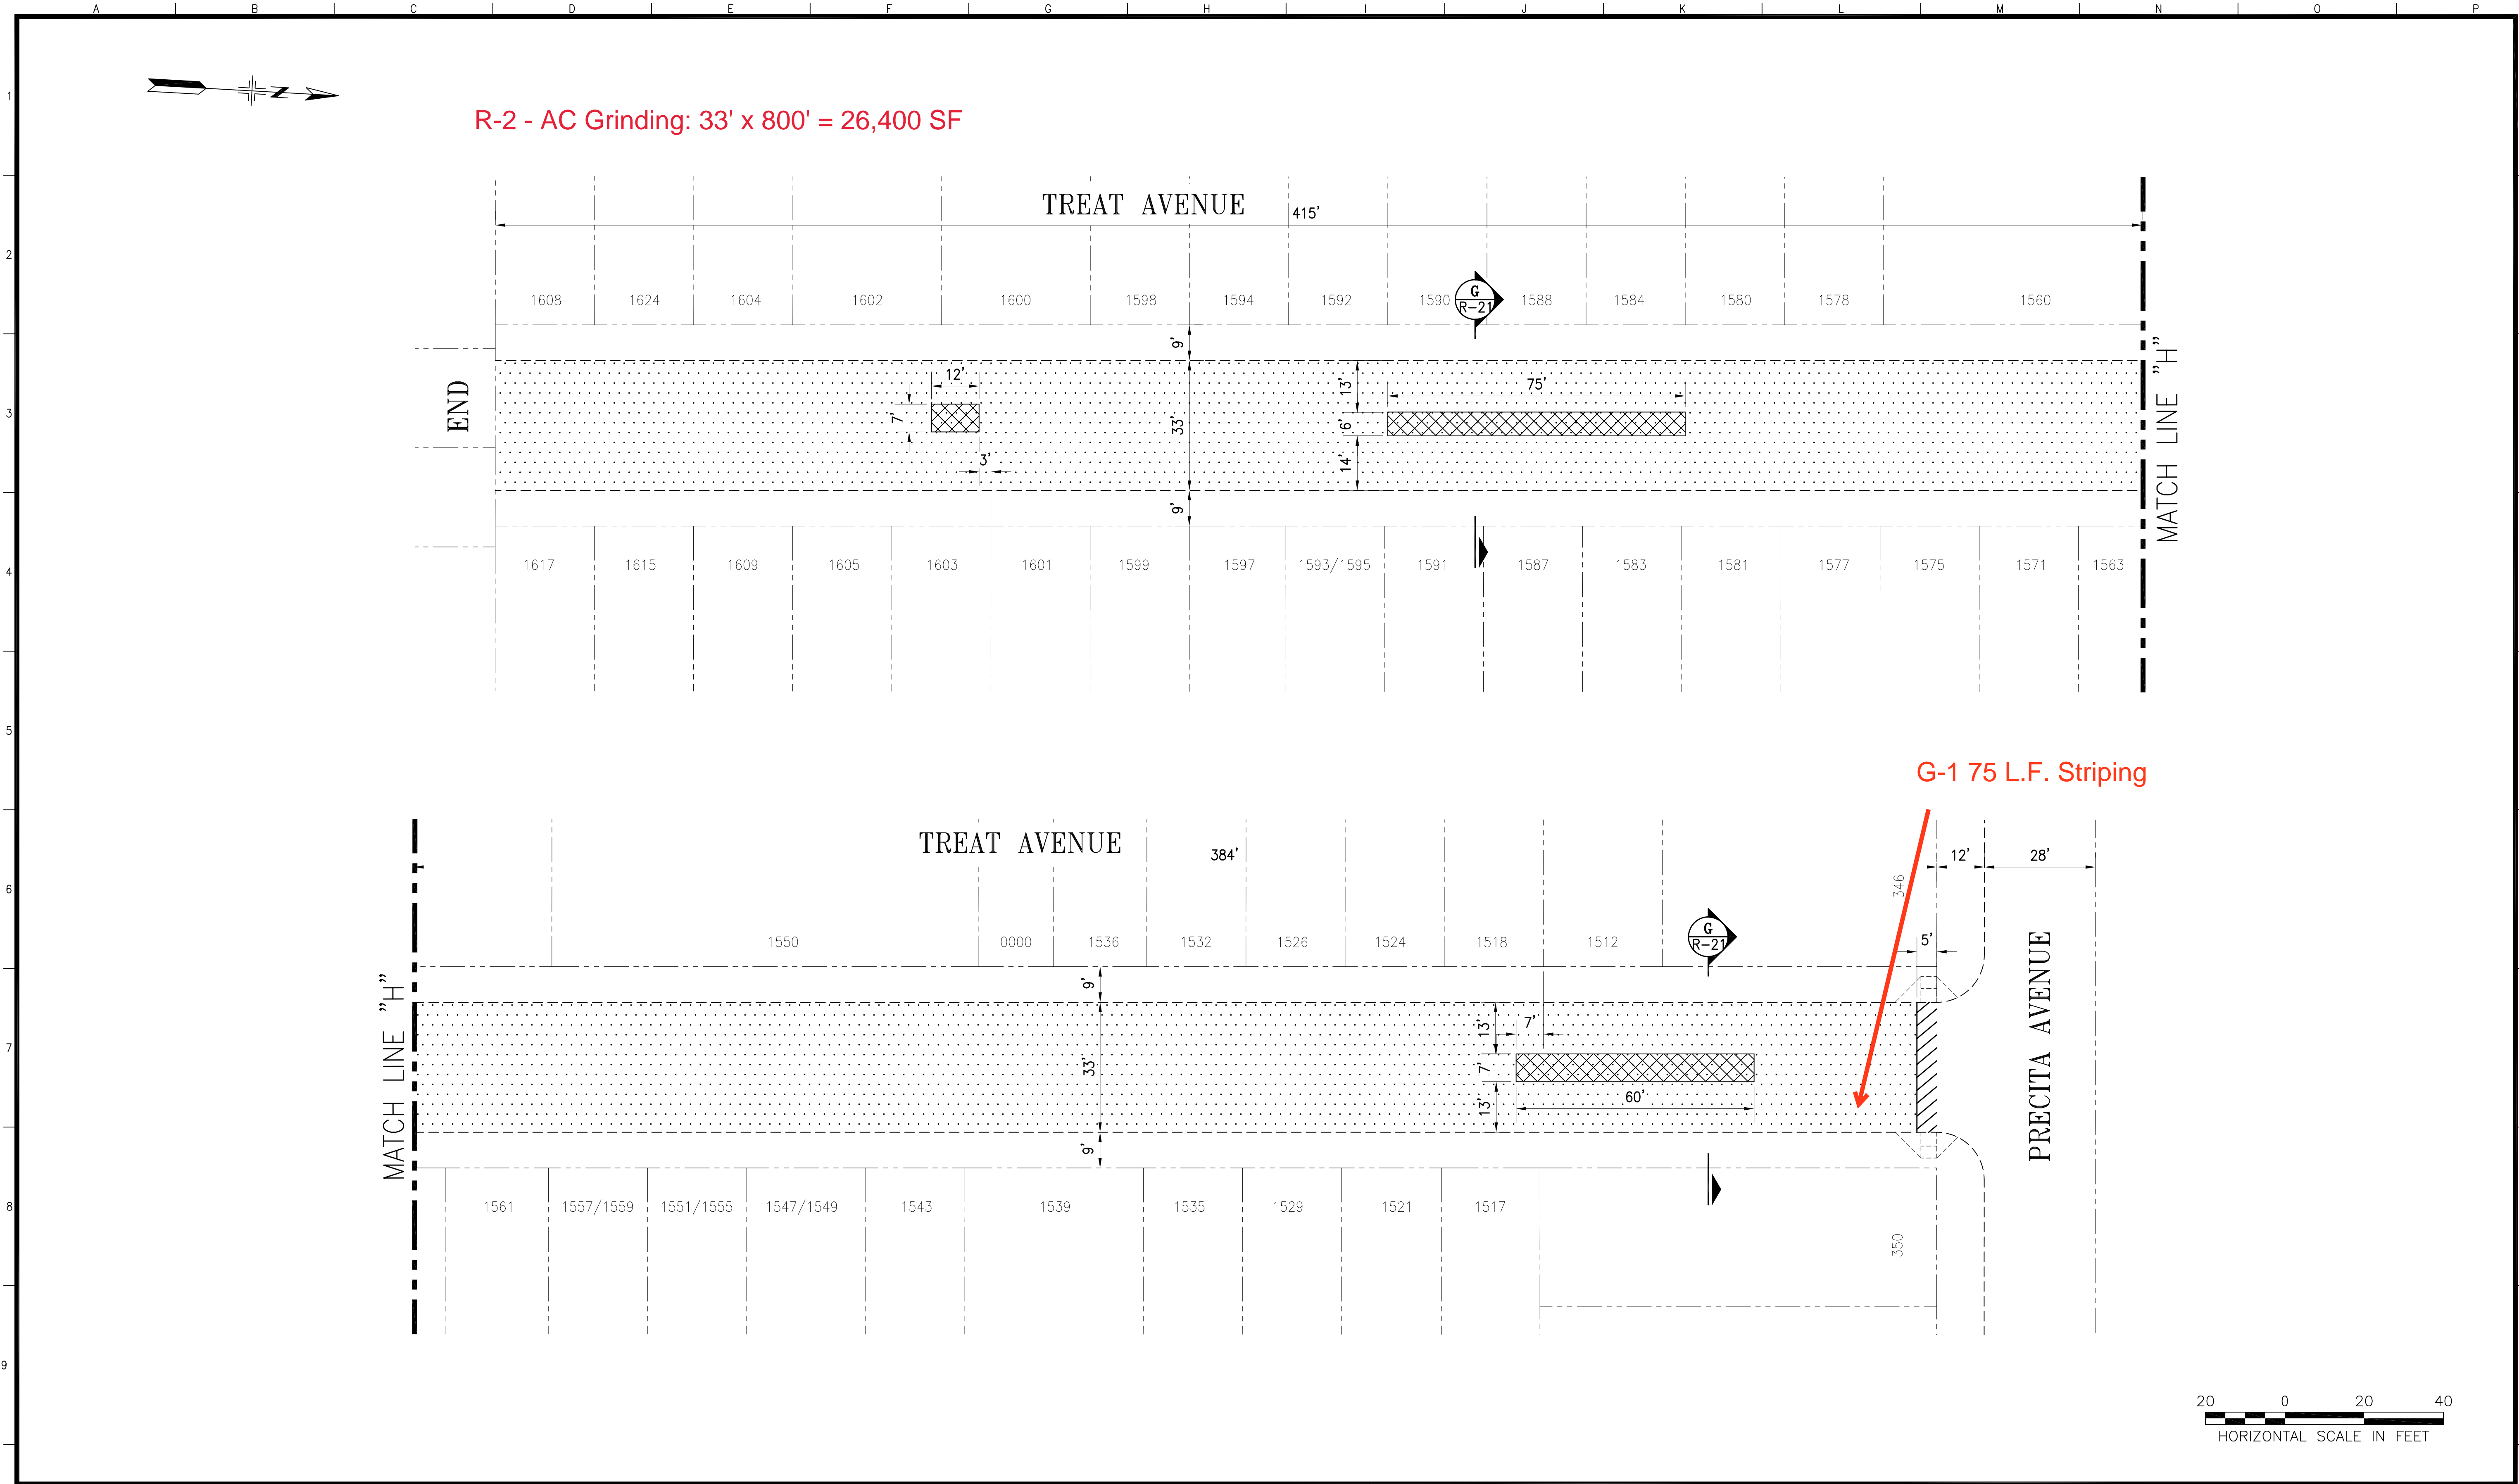 A B C D E F G H I J K L M N O P
1
2
3
4
5
6
7
8
9
N
R-2 - AC Grinding: 33' x 800' = 26,400 SF
TREAT AVENUE
415'
1608 1624 1604 1602 1600 1598 1594 1592 1590 1588 1584 1580 1578 1560
G
R-21
9'
12'
7'
3'
33'
9'
13'
6'
14'
75'
END
MATCH LINE "H"
1617 1615 1609 1605 1603 1601 1599 1597 1593/1595 1591 1587 1583 1581 1577 1575 1571 1563
G-1 75 L.F. Striping
TREAT AVENUE
384'
12'
28'
346
1550 0000 1536 1532 1526 1524 1518 1512
G
R-21
5'
9'
33'
9'
13'
7'
13'
7'
60'
MATCH LINE "H"
PRECITA AVENUE
1561 1557/1559 1551/1555 1547/1549 1543 1539 1535 1529 1521 1517
350
20 0 20 40
HORIZONTAL SCALE IN FEET